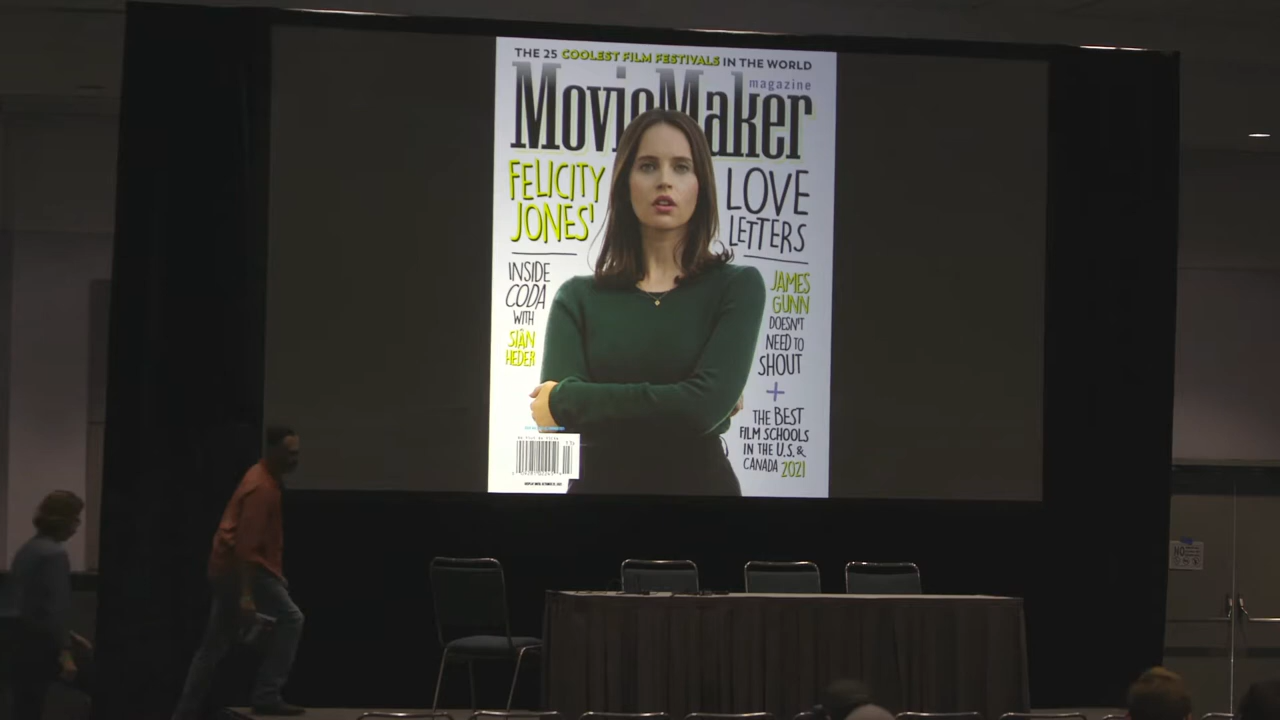 THE 25 COOLEST FILM FESTIVALS IN THE WORLD
MovieMaker
magazine
FELICITY
JONES'
LOVE
LETTERS
INSIDE
CODA
WITH
SIÂN
HEDER
JAMES
GUNN
DOESN'T
NEED TO
SHOUT
+
THE BEST
FILM SCHOOLS
IN THE U.S. &
CANADA 2021
NO